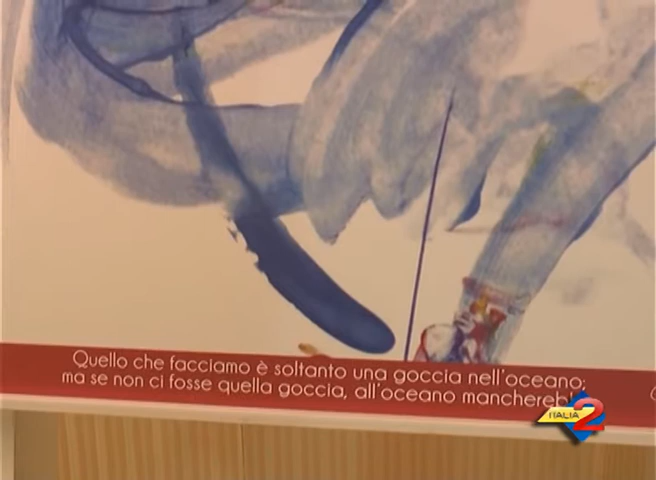 Quello che facciamo è soltanto una goccia nell'oceano;
ma se non ci fosse quella goccia, all'oceano
ITALIA 2